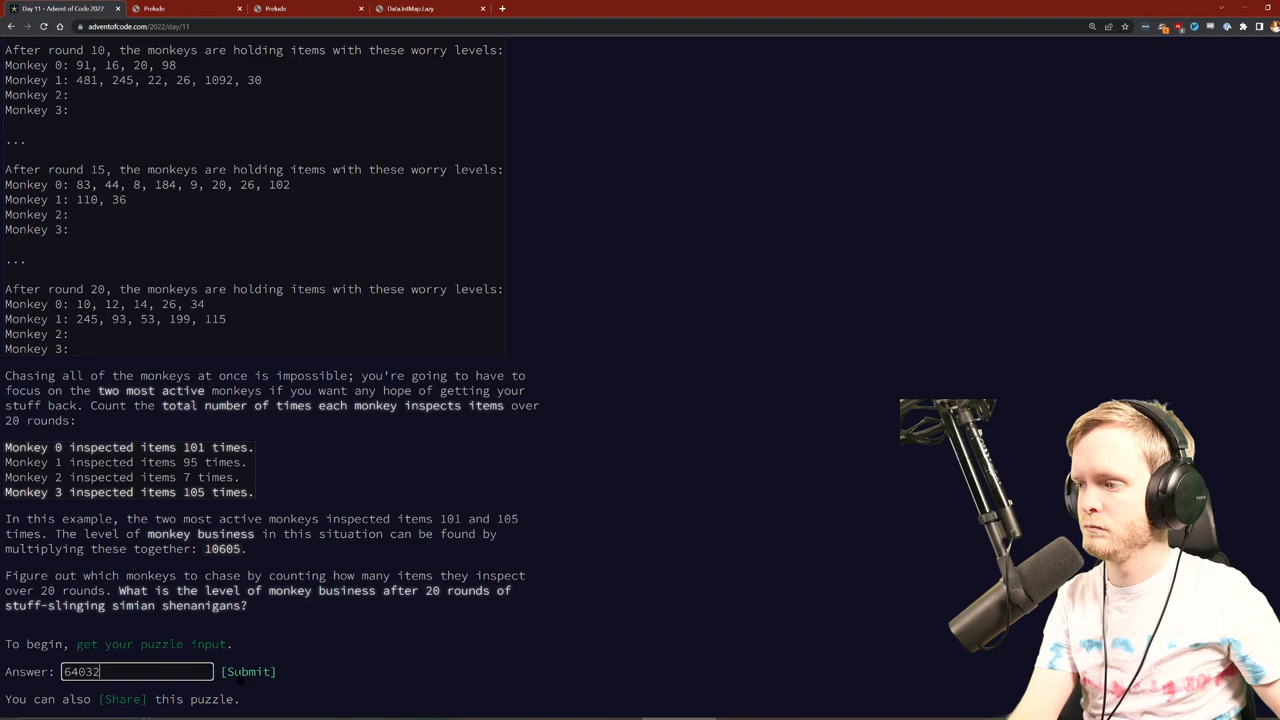 Day 11 - Advent of Code 2022
Prelude
Prelude
Data.IntMap.Lazy
adventofcode.com/2022/day/11
After round 10, the monkeys are holding items with these worry levels:
Monkey 0: 91, 16, 20, 98
Monkey 1: 481, 245, 22, 26, 1092, 30
Monkey 2:
Monkey 3:
...
After round 15, the monkeys are holding items with these worry levels:
Monkey 0: 83, 44, 8, 184, 9, 20, 26, 102
Monkey 1: 110, 36
Monkey 2:
Monkey 3:
...
After round 20, the monkeys are holding items with these worry levels:
Monkey 0: 10, 12, 14, 26, 34
Monkey 1: 245, 93, 53, 199, 115
Monkey 2:
Monkey 3:
Chasing all of the monkeys at once is impossible; you're going to have to
focus on the two most active monkeys if you want any hope of getting your
stuff back. Count the total number of times each monkey inspects items over
20 rounds:
Monkey 0 inspected items 101 times.
Monkey 1 inspected items 95 times.
Monkey 2 inspected items 7 times.
Monkey 3 inspected items 105 times.
In this example, the two most active monkeys inspected items 101 and 105
times. The level of monkey business in this situation can be found by
multiplying these together: 10605.
Figure out which monkeys to chase by counting how many items they inspect
over 20 rounds. What is the level of monkey business after 20 rounds of
stuff-slinging simian shenanigans?
To begin, get your puzzle input.
Answer: 64032 [Submit]
You can also [Share] this puzzle.